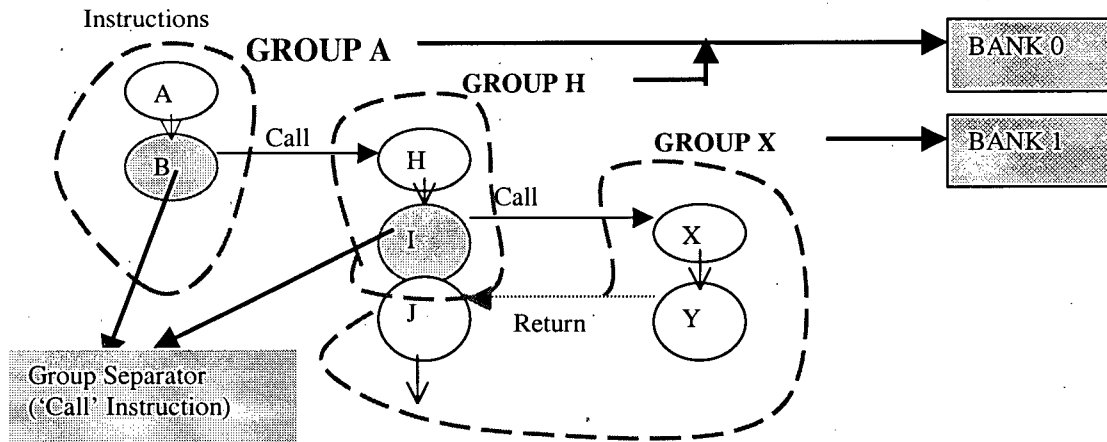 Instructions
GROUP A
BANK 0
A
GROUP H
B
Call
H
GROUP X
BANK 1
Call
I
X
J
Return
Y
Group Separator
('Call' Instruction)